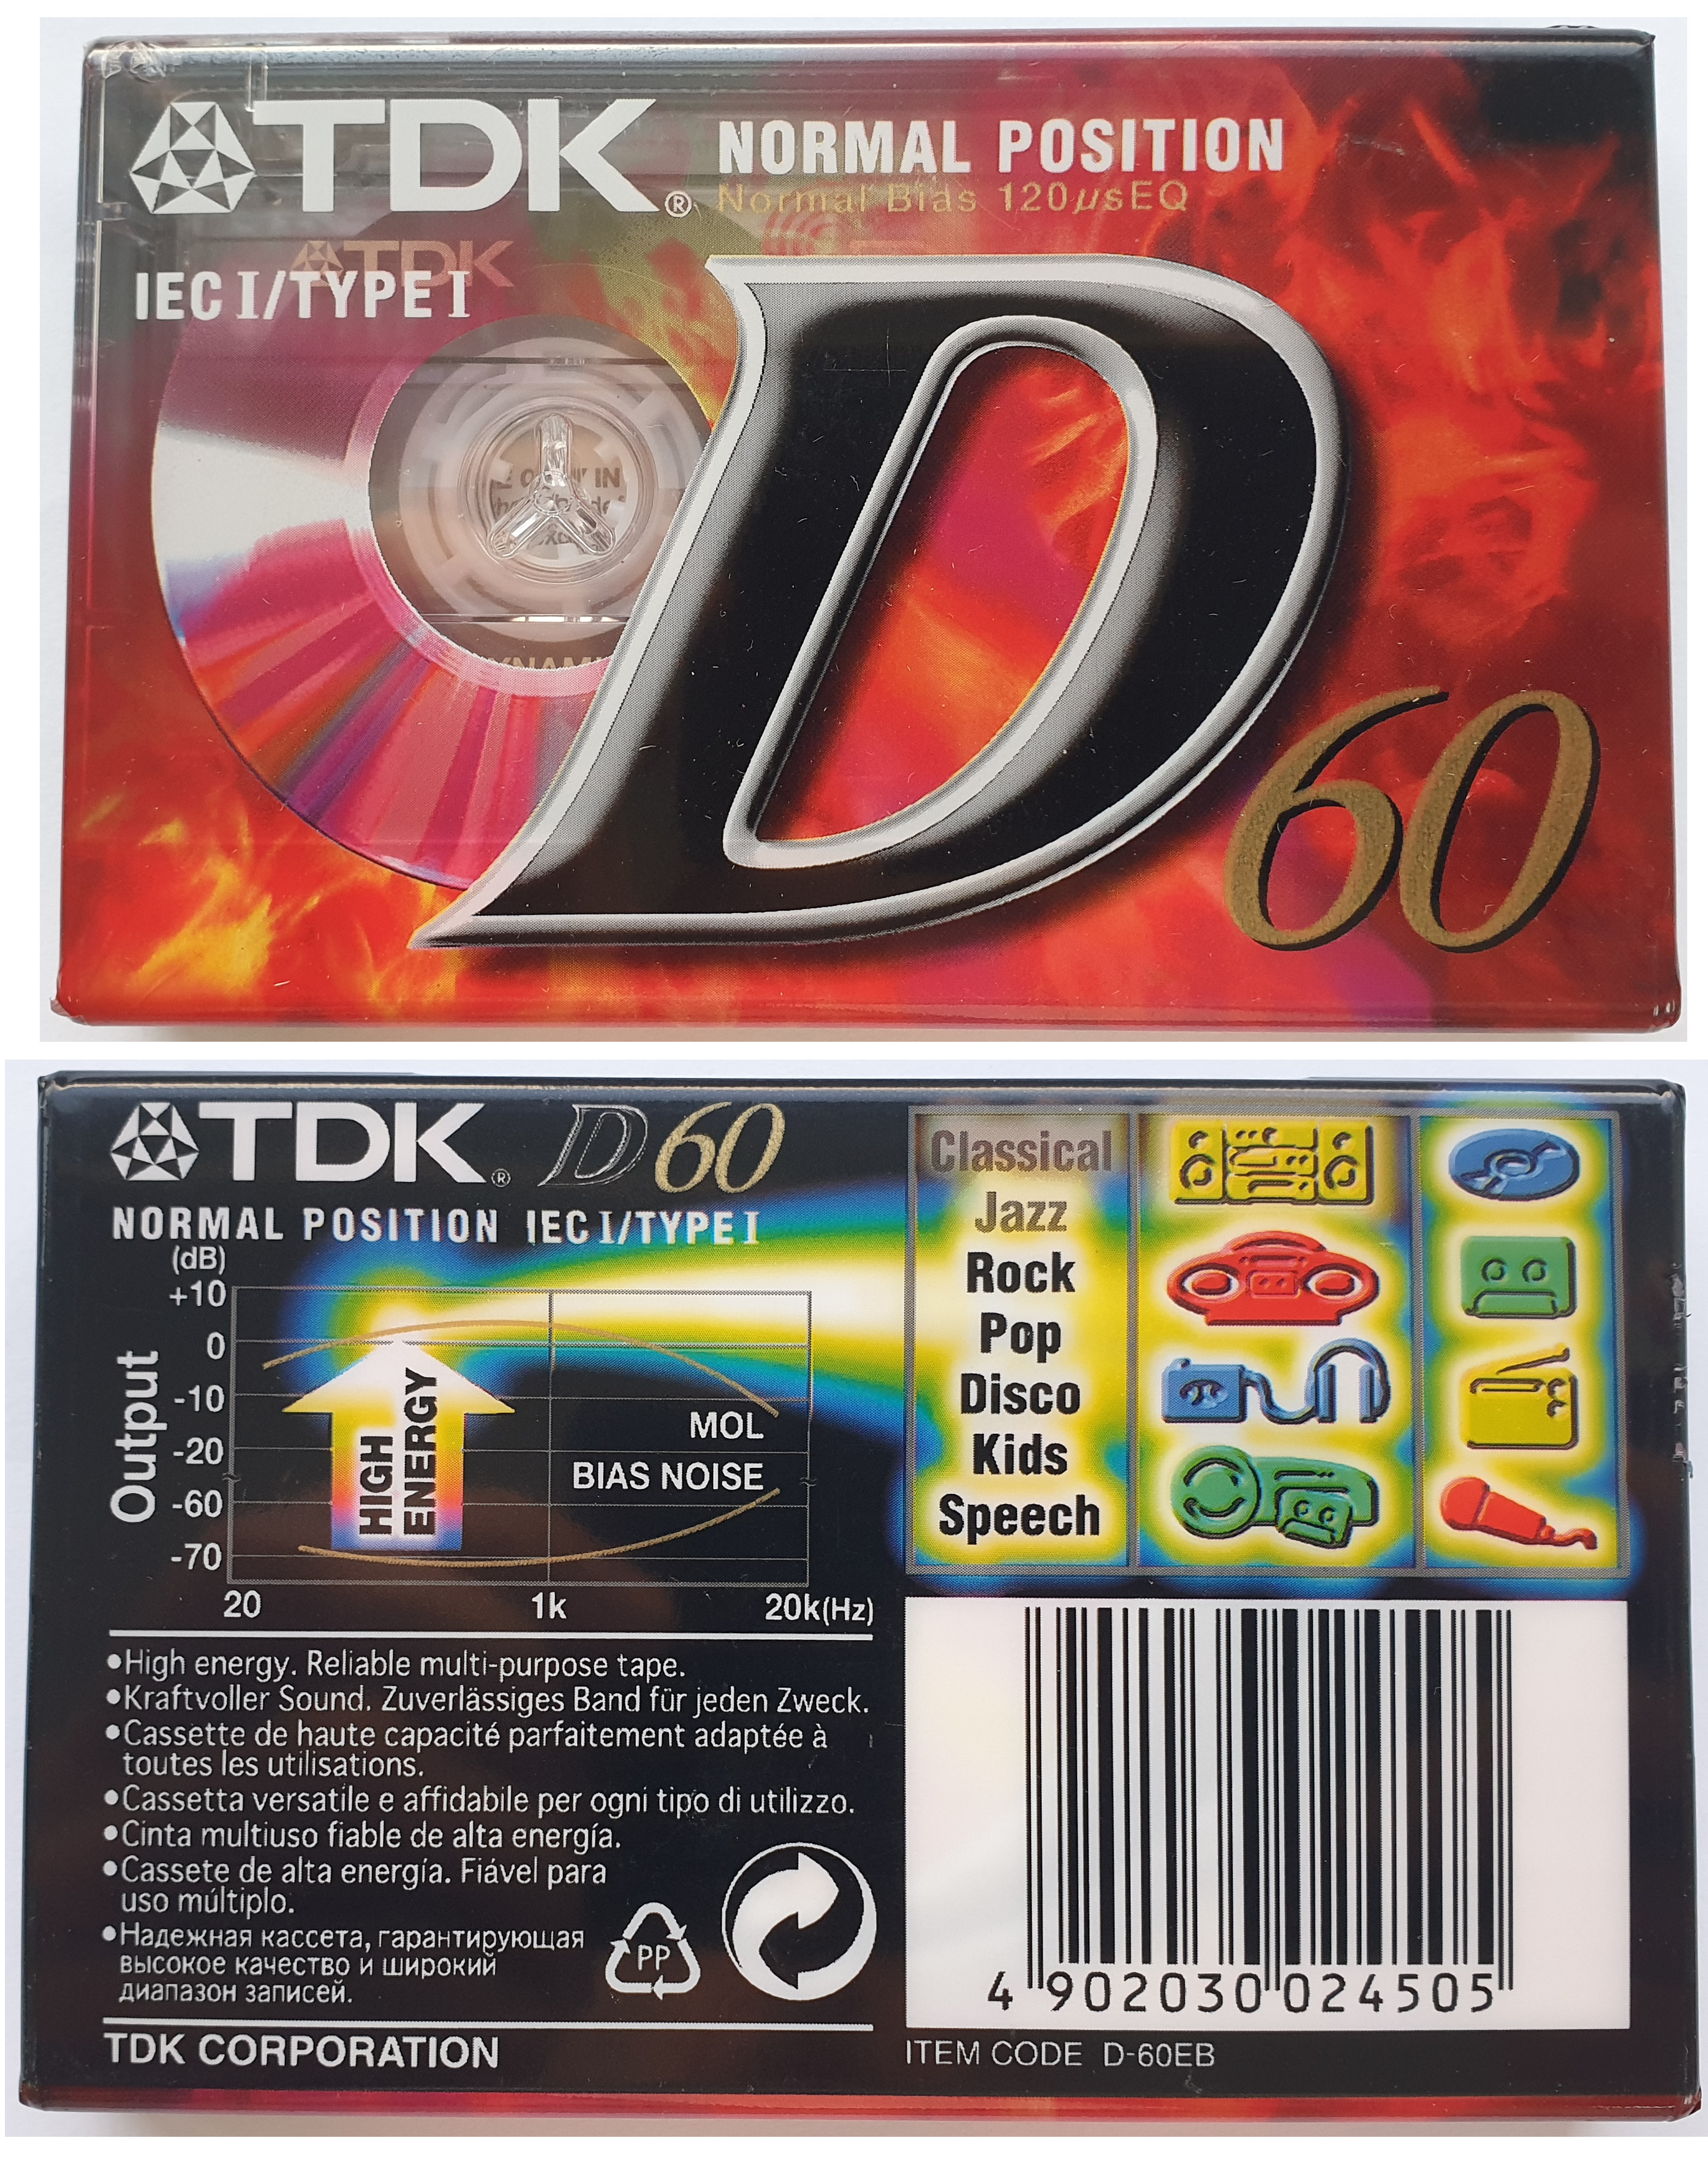 TDK® NORMAL POSITION
Normal Bias 120µsEQ
TDK
IEC I/TYPE I
D
60
TDK® D60
NORMAL POSITION IEC I/TYPE I
(dB)
+10
0
-10
-20
-60
-70
Output
HIGH
ENERGY
MOL
BIAS NOISE
20 1k 20k(Hz)
Classical
Jazz
Rock
Pop
Disco
Kids
Speech
•High energy. Reliable multi-purpose tape.
•Kraftvoller Sound. Zuverlässiges Band für jeden Zweck.
•Cassette de haute capacité parfaitement adaptée à
toutes les utilisations.
•Cassetta versatile e affidabile per ogni tipo di utilizzo.
•Cinta multiuso fiable de alta energía.
•Cassete de alta energía. Fiável para
uso múltiplo.
•Надежная кассета, гарантирующая
высокое качество и широкий
диапазон записей.
PP
TDK CORPORATION
4 902030 024505
ITEM CODE D-60EB